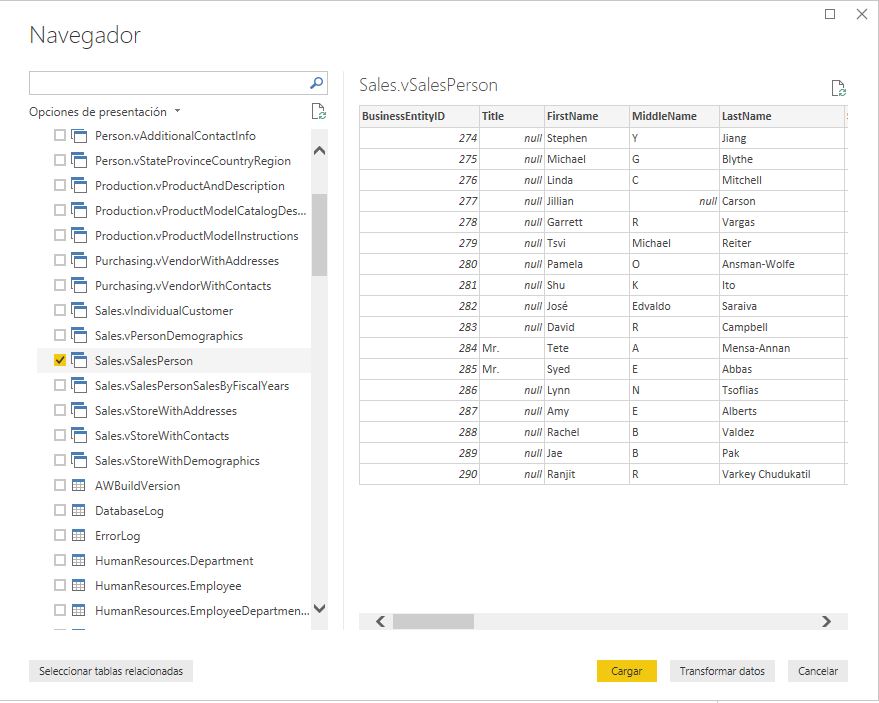 Navegador
Opciones de presentación
Person.vAdditionalContactInfo
Person.vStateProvinceCountryRegion
Production.vProductAndDescription
Production.vProductModelCatalogDes...
Production.vProductModelInstructions
Purchasing.vVendorWithAddresses
Purchasing.vVendorWithContacts
Sales.vIndividualCustomer
Sales.vPersonDemographics
Sales.vSalesPerson
Sales.vSalesPersonSalesByFiscalYears
Sales.vStoreWithAddresses
Sales.vStoreWithContacts
Sales.vStoreWithDemographics
AWBuildVersion
DatabaseLog
ErrorLog
HumanResources.Department
HumanResources.Employee
HumanResources.EmployeeDepartmen...
Sales.vSalesPerson
BusinessEntityID Title FirstName MiddleName LastName
274 null Stephen Y Jiang
275 null Michael G Blythe
276 null Linda C Mitchell
277 null Jillian null Carson
278 null Garrett R Vargas
279 null Tsvi Michael Reiter
280 null Pamela O Ansman-Wolfe
281 null Shu K Ito
282 null José Edvaldo Saraiva
283 null David R Campbell
284 Mr. Tete A Mensa-Annan
285 Mr. Syed E Abbas
286 null Lynn N Tsoflias
287 null Amy E Alberts
288 null Rachel B Valdez
289 null Jae B Pak
290 null Ranjit R Varkey Chudukatil
Seleccionar tablas relacionadas Cargar Transformar datos Cancelar